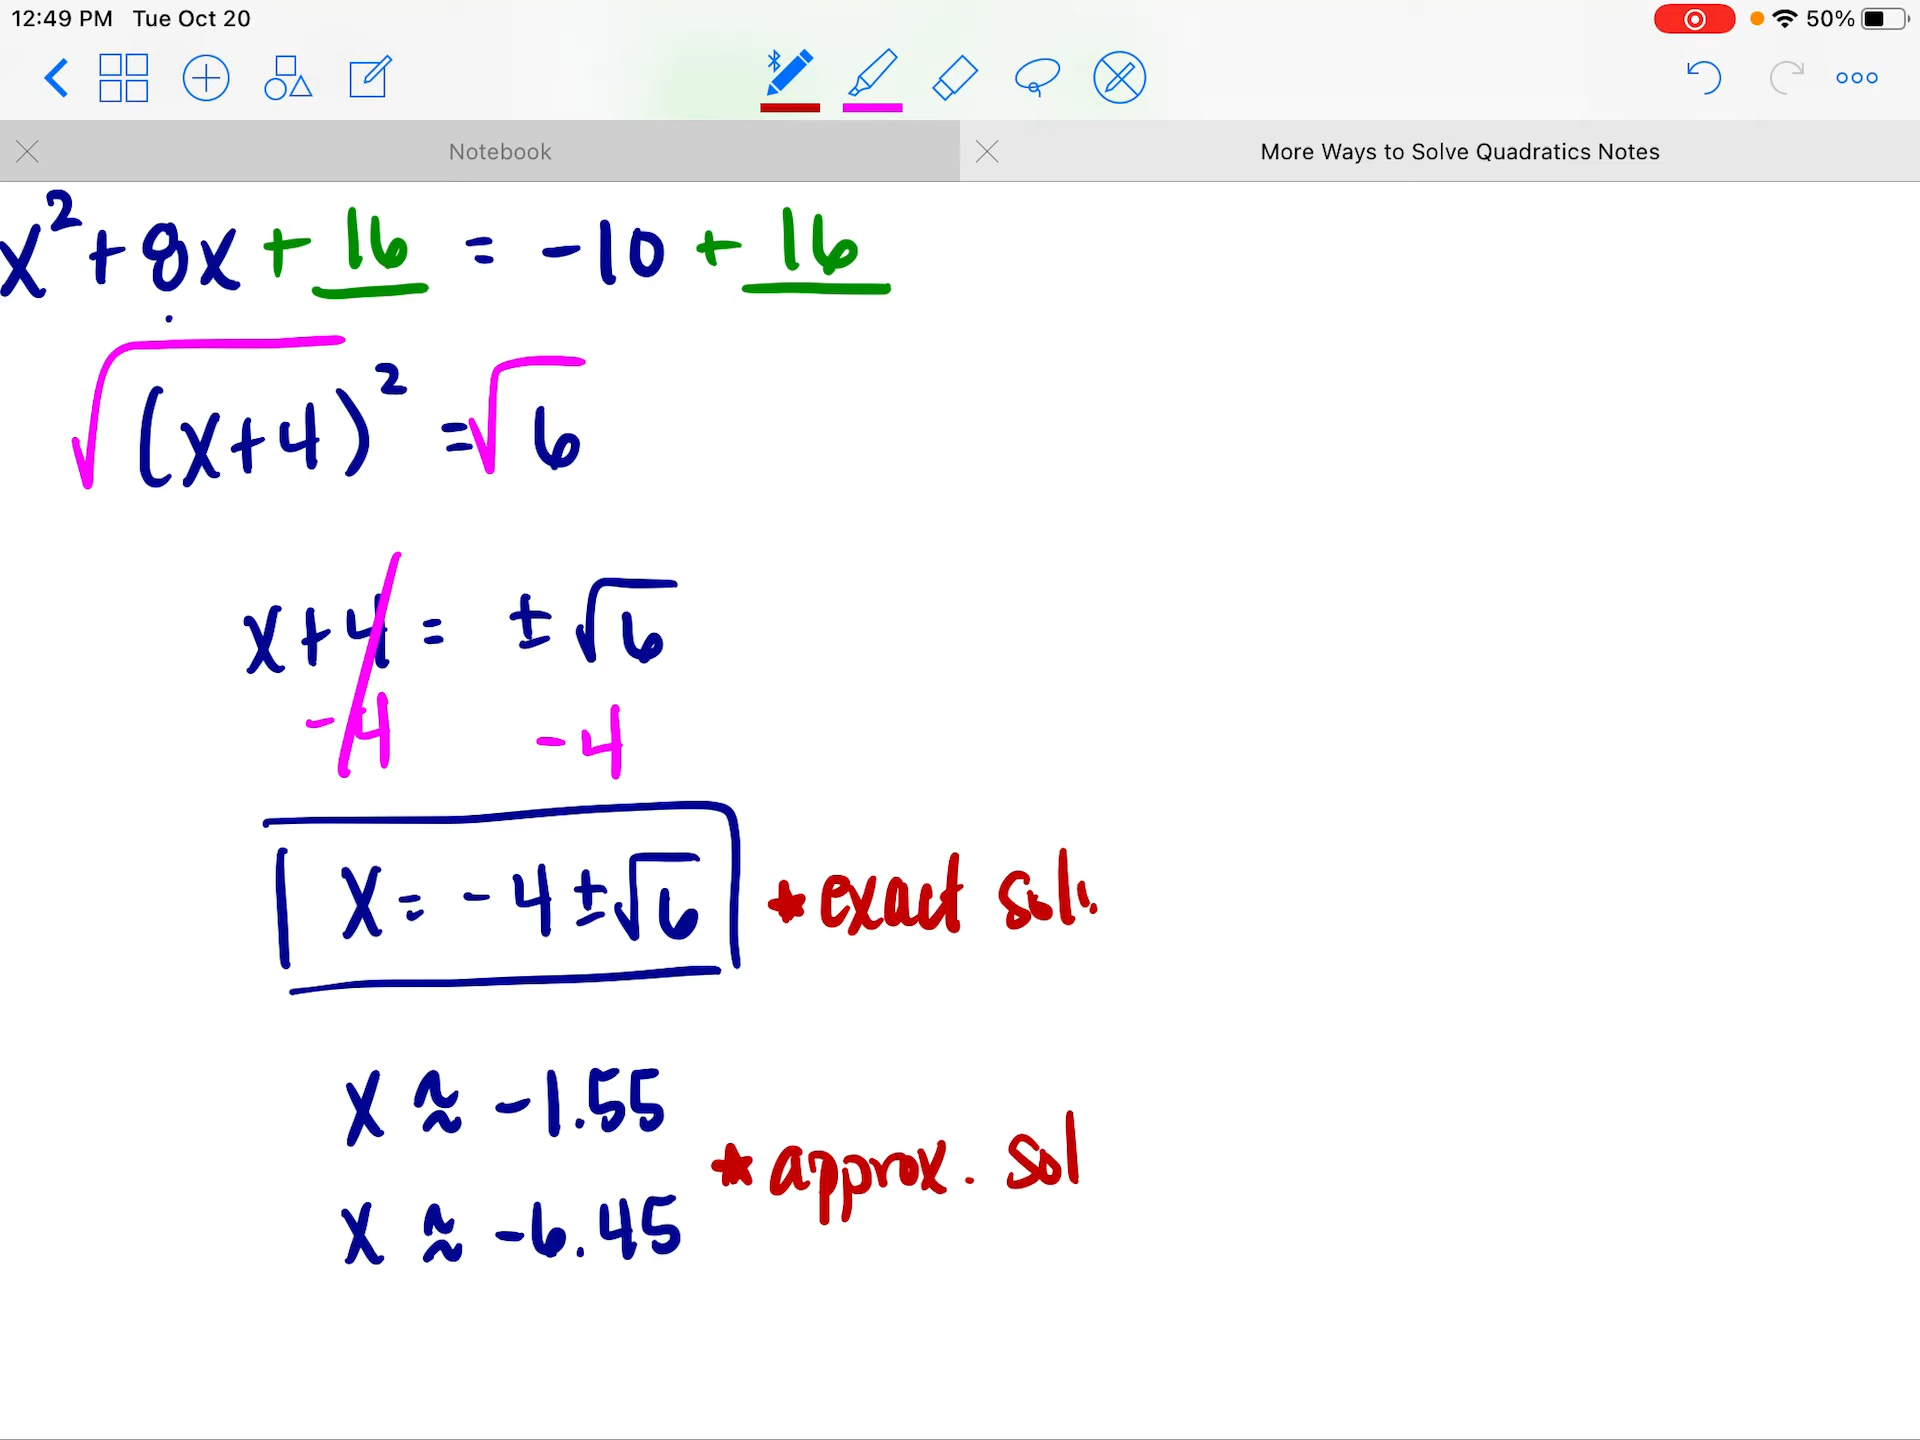 12:49 PM Tue Oct 20 50%
Notebook
More Ways to Solve Quadratics Notes
x² + 8x + 16 = -10 + 16
√(x+4)² = √6
x+4 = ±√6
-4 -4
x = -4 ± √6 *exact sol.
x ≈ -1.55
*approx. sol
x ≈ -6.45